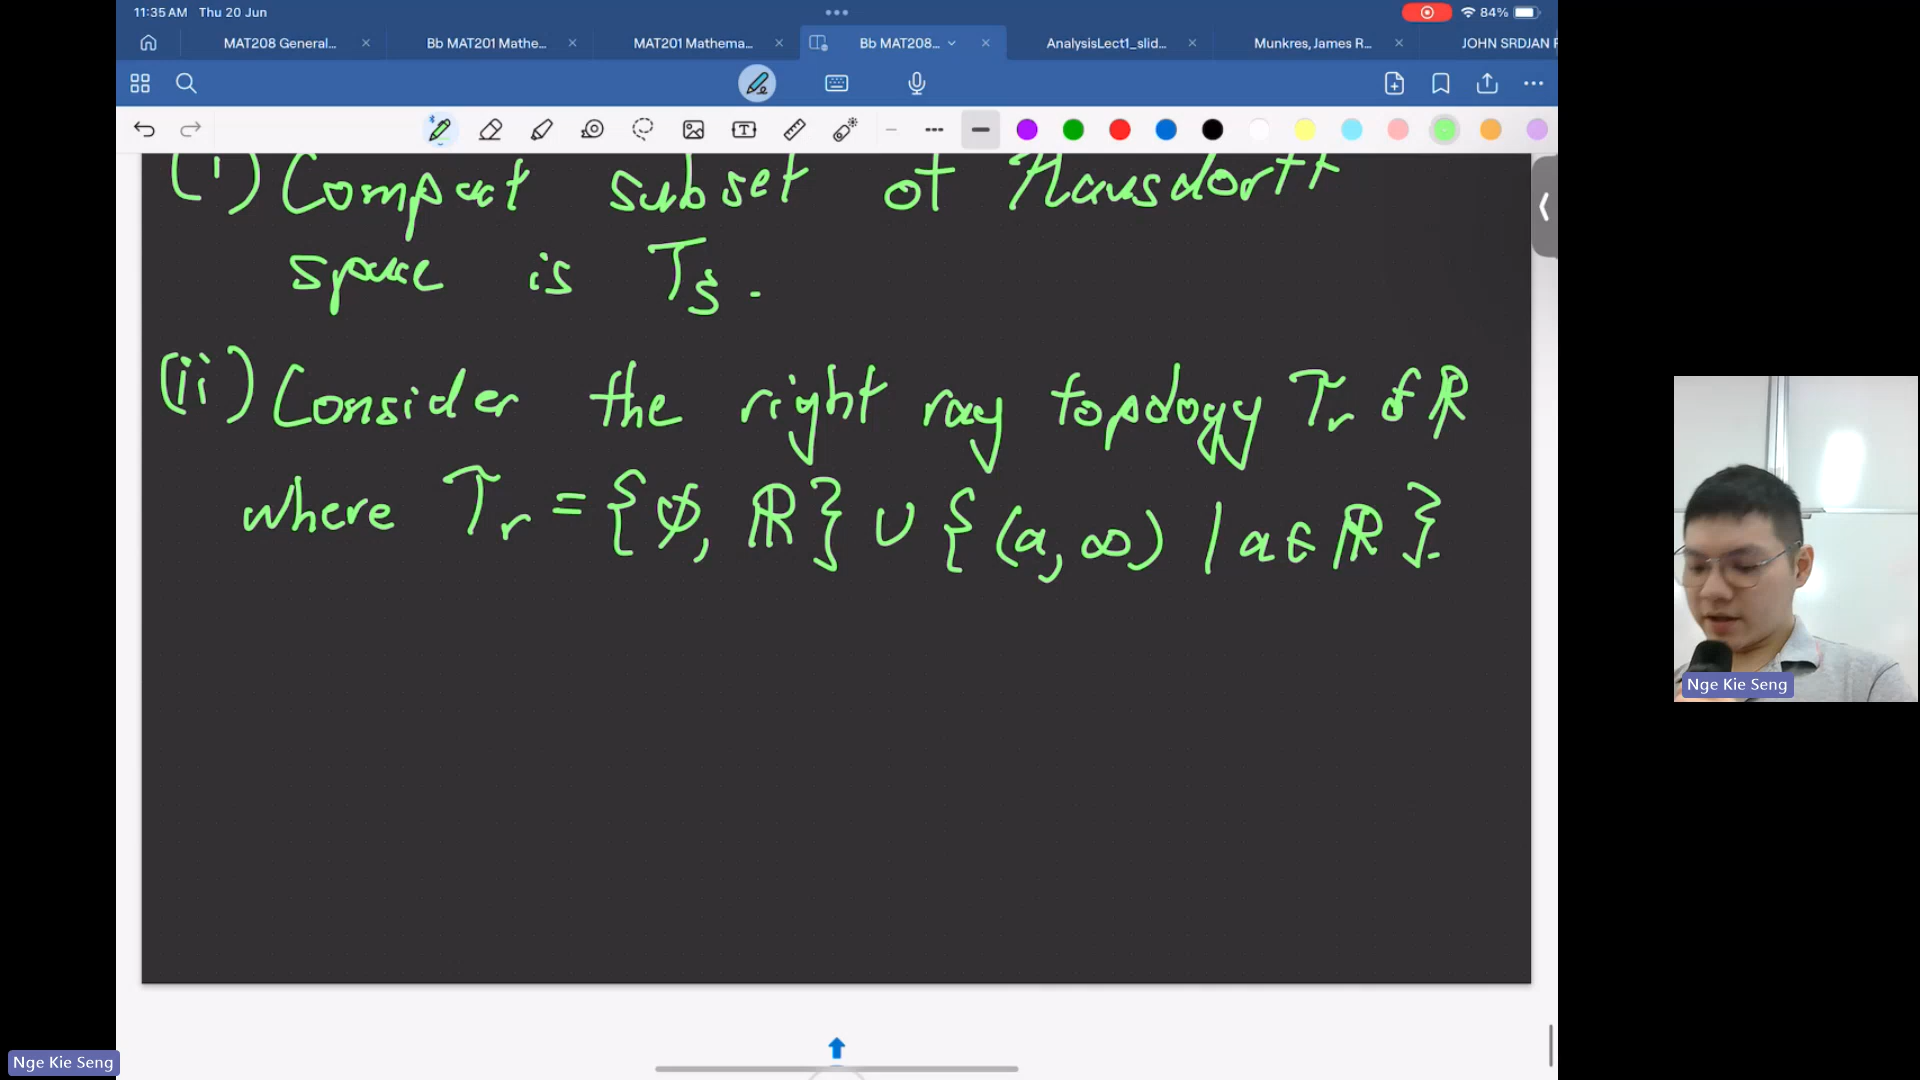 11:35 AM Thu 20 Jun
84%
MAT208 General...
Bb MAT201 Mathe...
MAT201 Mathema...
Bb MAT208...
AnalysisLect1_slid...
Munkres, James R...
JOHN SRDJAN P
(i) Compact subset of Hausdorff
space is T3.
(ii) Consider the right ray topology Tr of ℝ
where Tr = {∅, ℝ} ∪ {(a, ∞) | a ∈ ℝ}.
Nge Kie Seng
Nge Kie Seng